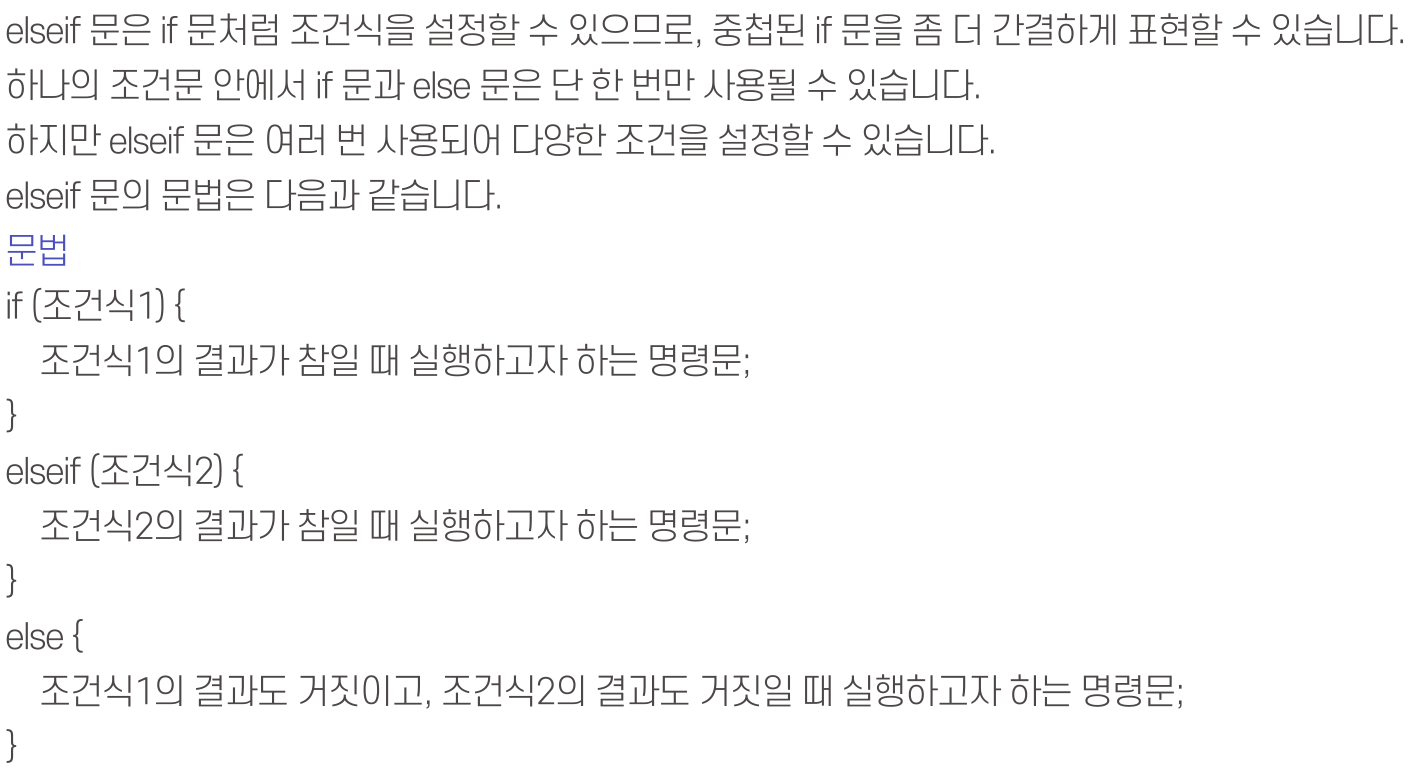 elseif 문은 if 문처럼 조건식을 설정할 수 있으므로, 중첩된 if 문을 좀 더 간결하게 표현할 수 있습니다.
하나의 조건문 안에서 if 문과 else 문은 단 한 번만 사용될 수 있습니다.
하지만 elseif 문은 여러 번 사용되어 다양한 조건을 설정할 수 있습니다.
elseif 문의 문법은 다음과 같습니다.
문법
if (조건식1) {
    조건식1의 결과가 참일 때 실행하고자 하는 명령문;
}
elseif (조건식2) {
    조건식2의 결과가 참일 때 실행하고자 하는 명령문;
}
else {
    조건식1의 결과도 거짓이고, 조건식2의 결과도 거짓일 때 실행하고자 하는 명령문;
}